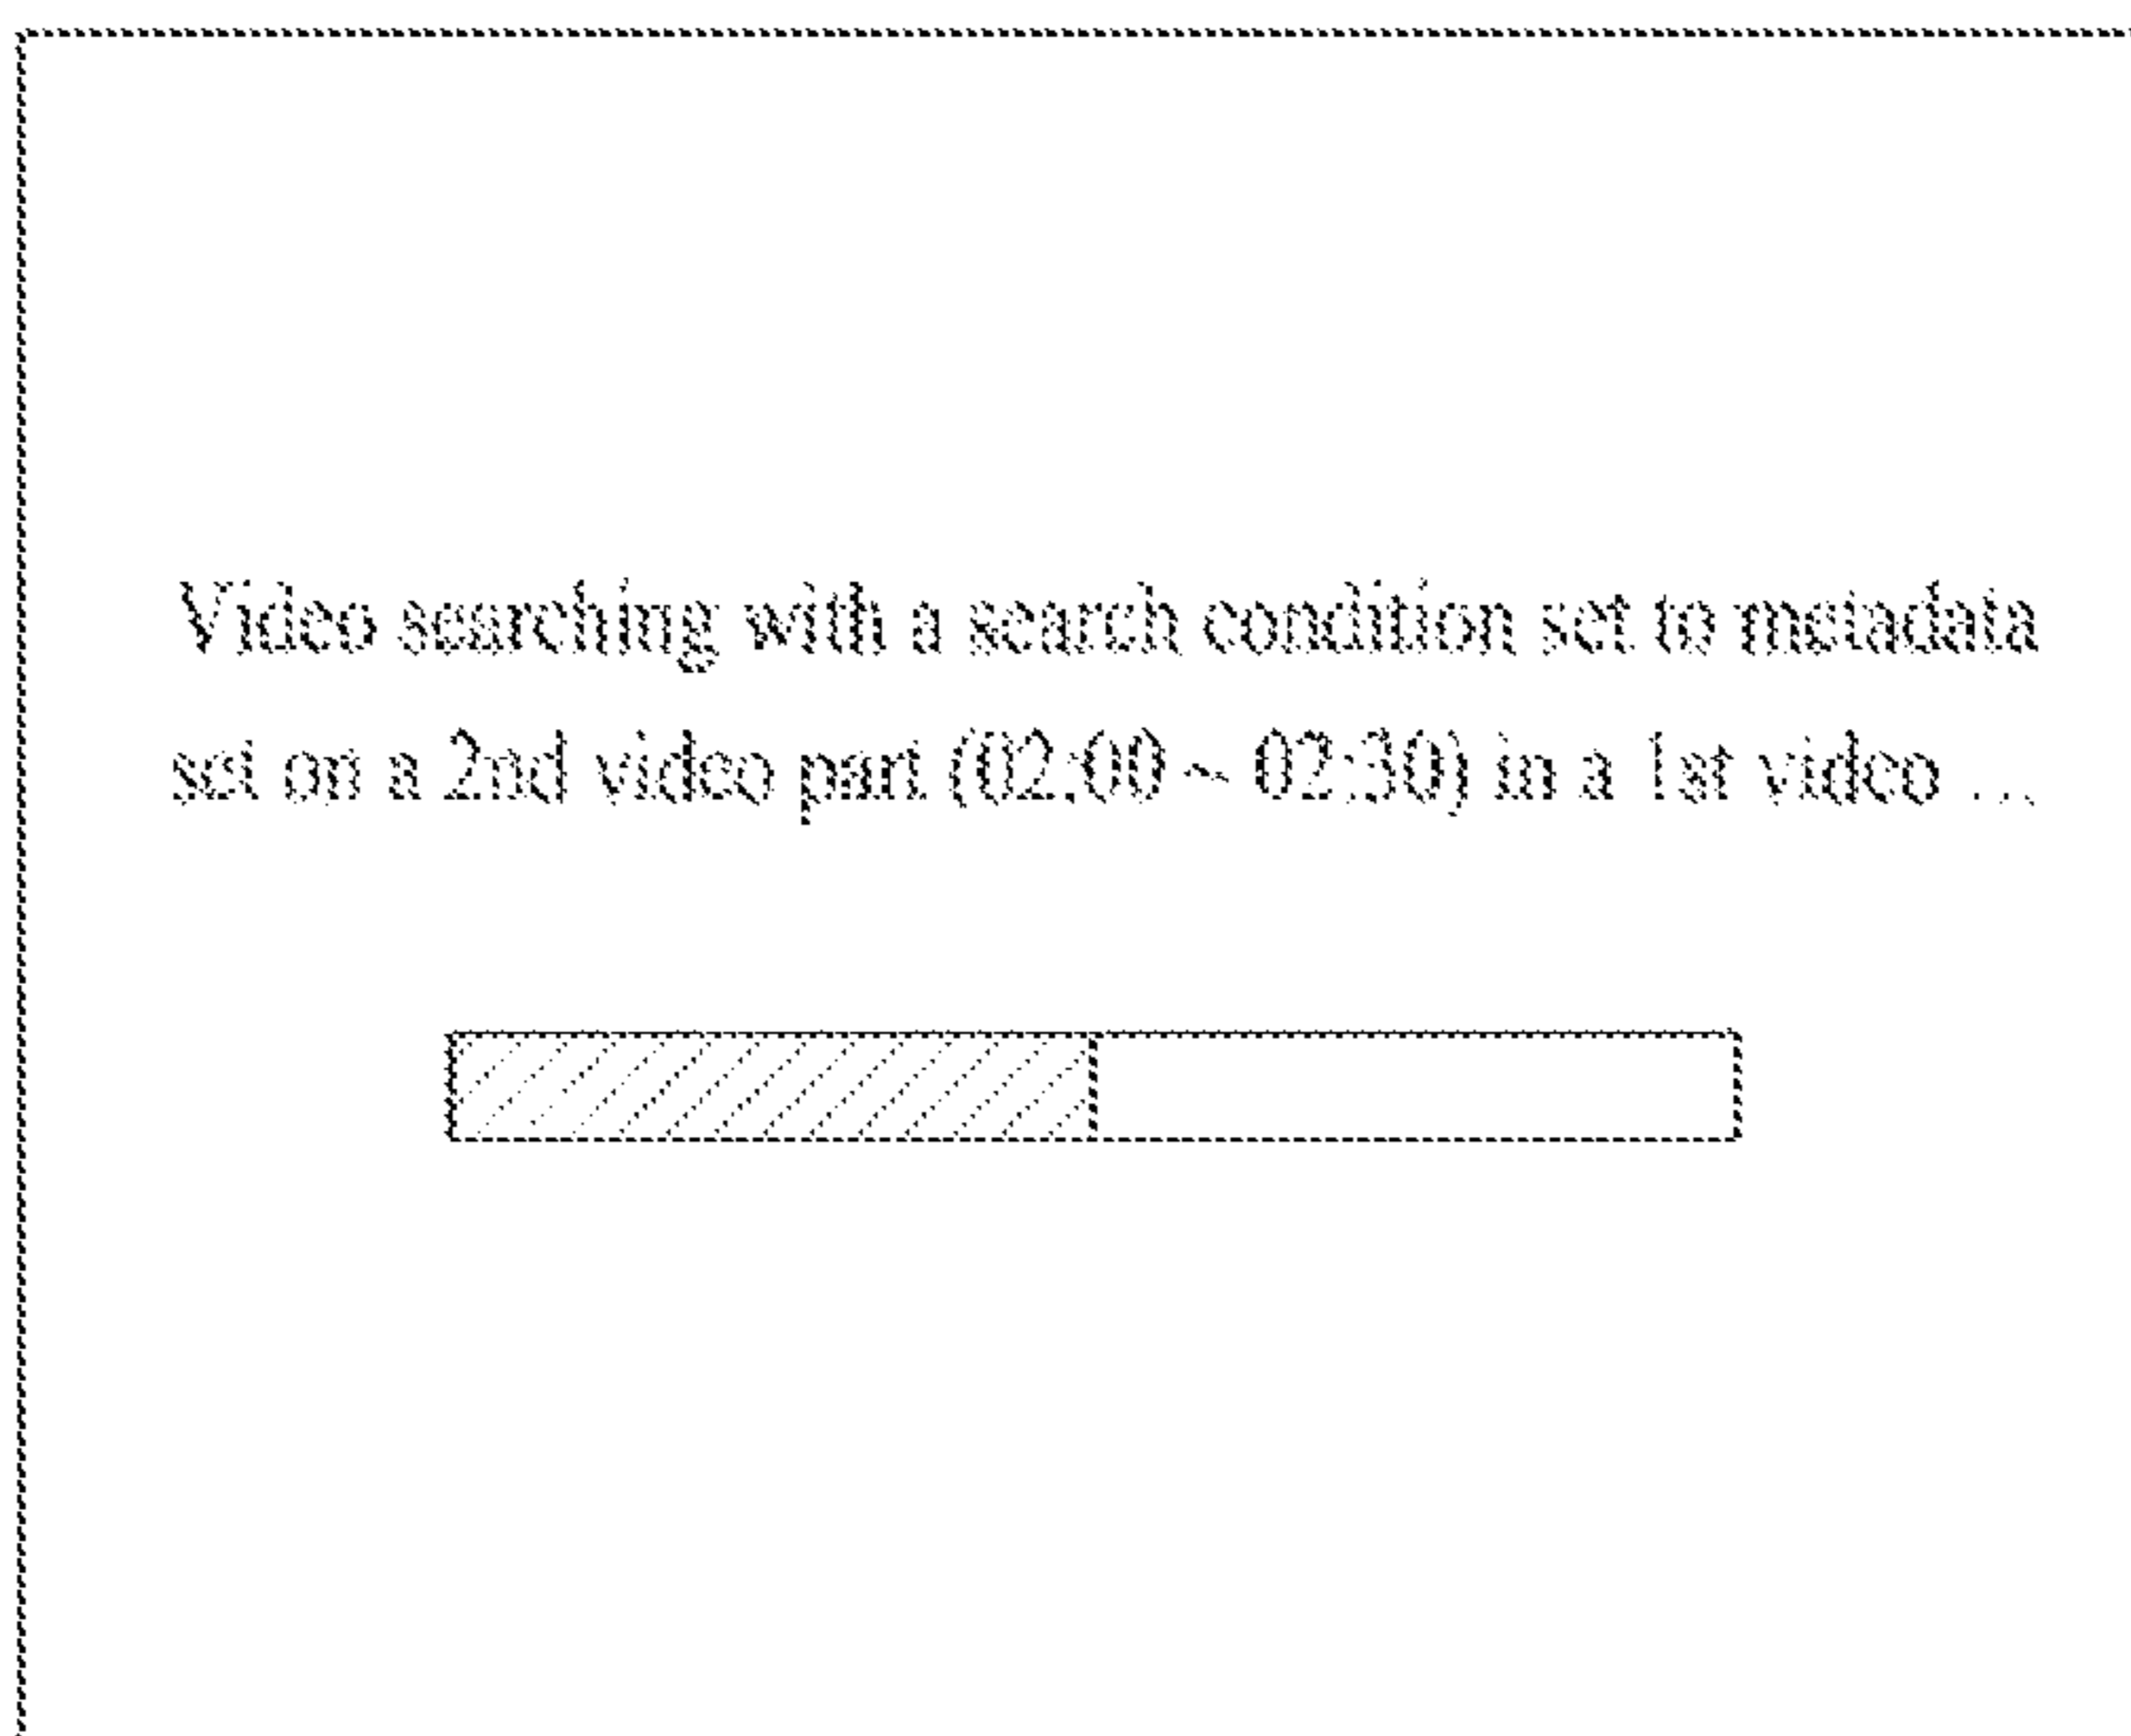 Video searching with a search condition set to metadata
set on a 2nd video part (02:00 ~ 02:30) in a 1st video ...